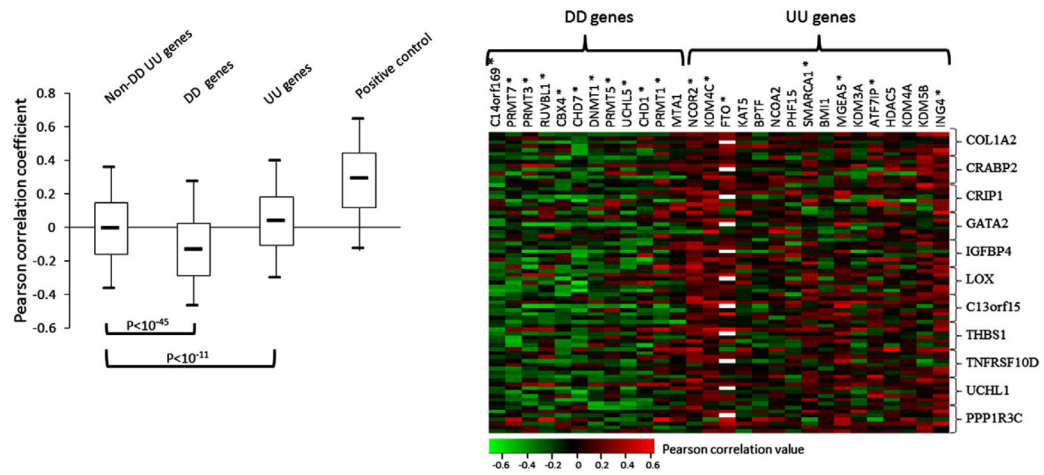 Non-DD UU genes
DD genes
UU genes
Positive control
Pearson correlation coefficient
0.8
0.6
0.4
0.2
0
-0.2
-0.4
-0.6
P<10-45
P<10-11
DD genes
UU genes
C14orf169 *
PRMT7 *
PRMT3 *
RUVBL1 *
CBX4 *
CHD7 *
DNMT1 *
PRMT5 *
UCHL5 *
CHD1 *
PRMT1 *
MTA1
NCOR2 *
KDM4C *
FTO *
KAT5
BPTF
NCOA2
PHF15
SMARCA1 *
BMI1
MGEA5 *
KDM3A
ATF7IP *
HDAC5
KDM4A
KDM5B
ING4 *
COL1A2
CRABP2
CRIP1
GATA2
IGFBP4
LOX
C13orf15
THBS1
TNFRSF10D
UCHL1
PPP1R3C
-0.6 -0.4 -0.2 0 0.2 0.4 0.6
Pearson correlation value